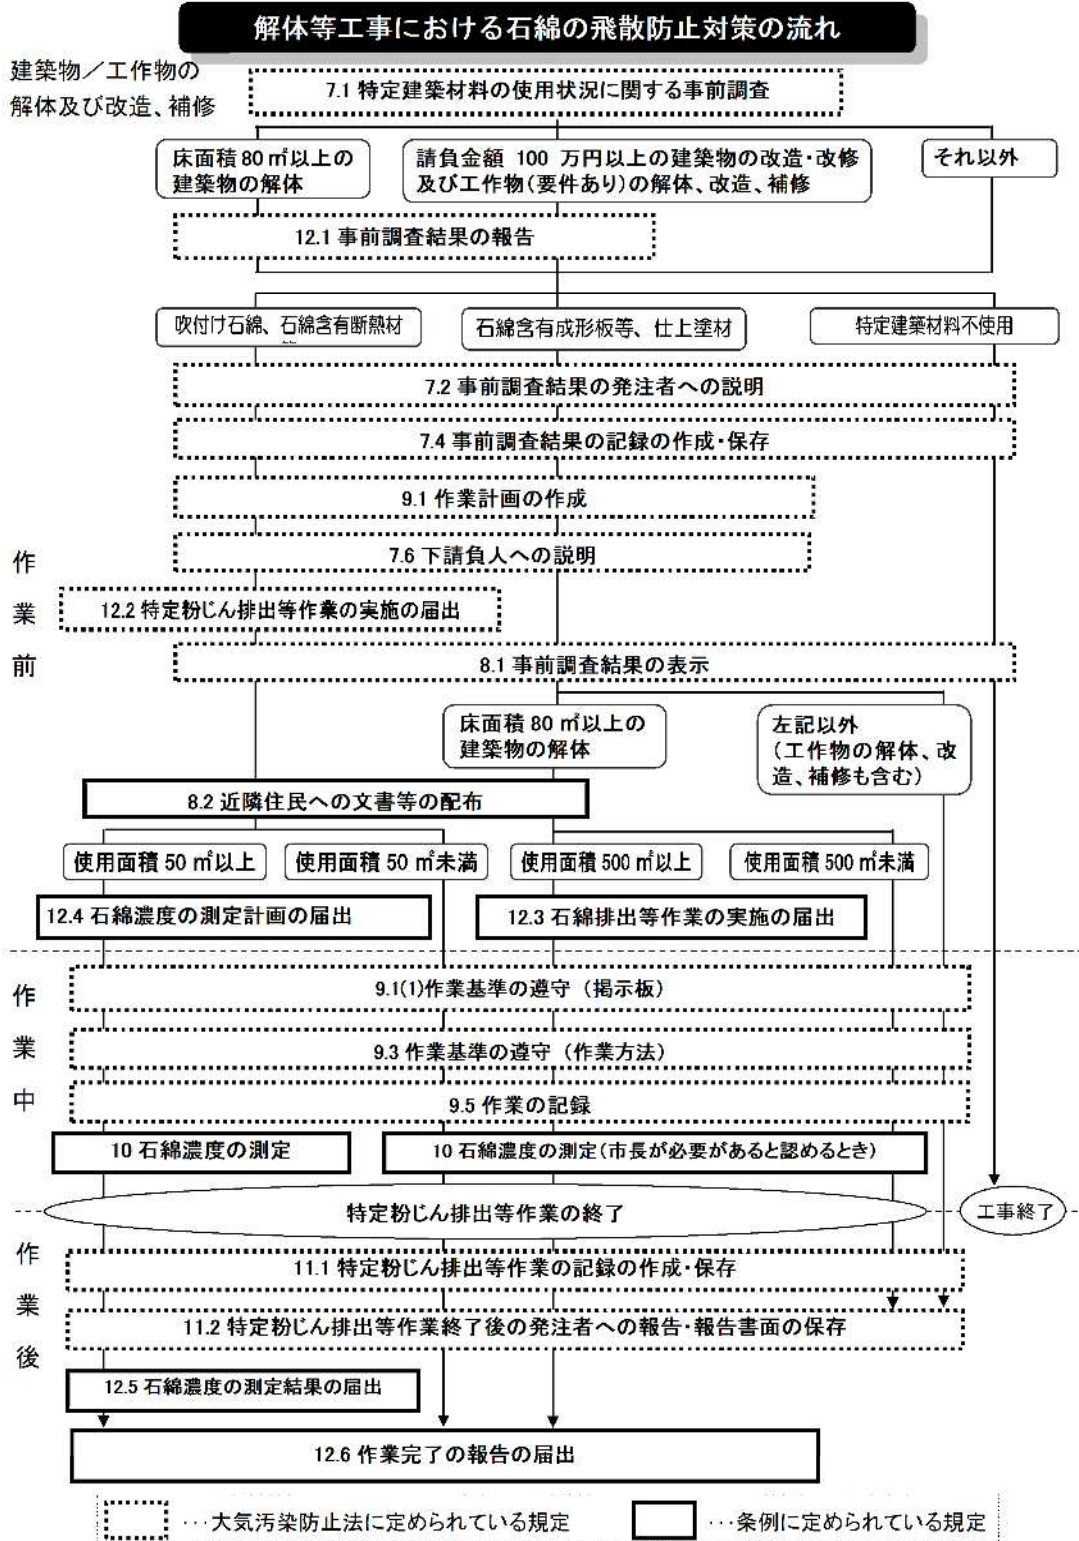 解体等工事における石綿の飛散防止対策の流れ
建築物／工作物の
解体及び改造、補修
7.1 特定建築材料の使用状況に関する事前調査
床面積 80 ㎡以上の
建築物の解体
請負金額 100 万円以上の建築物の改造・改修
及び工作物(要件あり)の解体、改造、補修
それ以外
12.1 事前調査結果の報告
吹付け石綿、石綿含有断熱材
石綿含有成形板等、仕上塗材
特定建築材料不使用
7.2 事前調査結果の発注者への説明
7.4 事前調査結果の記録の作成・保存
9.1 作業計画の作成
7.6 下請負人への説明
作業前
12.2 特定粉じん排出等作業の実施の届出
8.1 事前調査結果の表示
床面積 80 ㎡以上の
建築物の解体
左記以外
（工作物の解体、改
造、補修も含む）
8.2 近隣住民への文書等の配布
使用面積 50 ㎡以上
使用面積 50 ㎡未満
使用面積 500 ㎡以上
使用面積 500 ㎡未満
12.4 石綿濃度の測定計画の届出
12.3 石綿排出等作業の実施の届出
作業中
9.1(1)作業基準の遵守（掲示板）
9.3 作業基準の遵守（作業方法）
9.5 作業の記録
10 石綿濃度の測定
10 石綿濃度の測定(市長が必要があると認めるとき)
特定粉じん排出等作業の終了
工事終了
作業後
11.1 特定粉じん排出等作業の記録の作成・保存
11.2 特定粉じん排出等作業終了後の発注者への報告・報告書面の保存
12.5 石綿濃度の測定結果の届出
12.6 作業完了の報告の届出
･･･大気汚染防止法に定められている規定
･･･条例に定められている規定